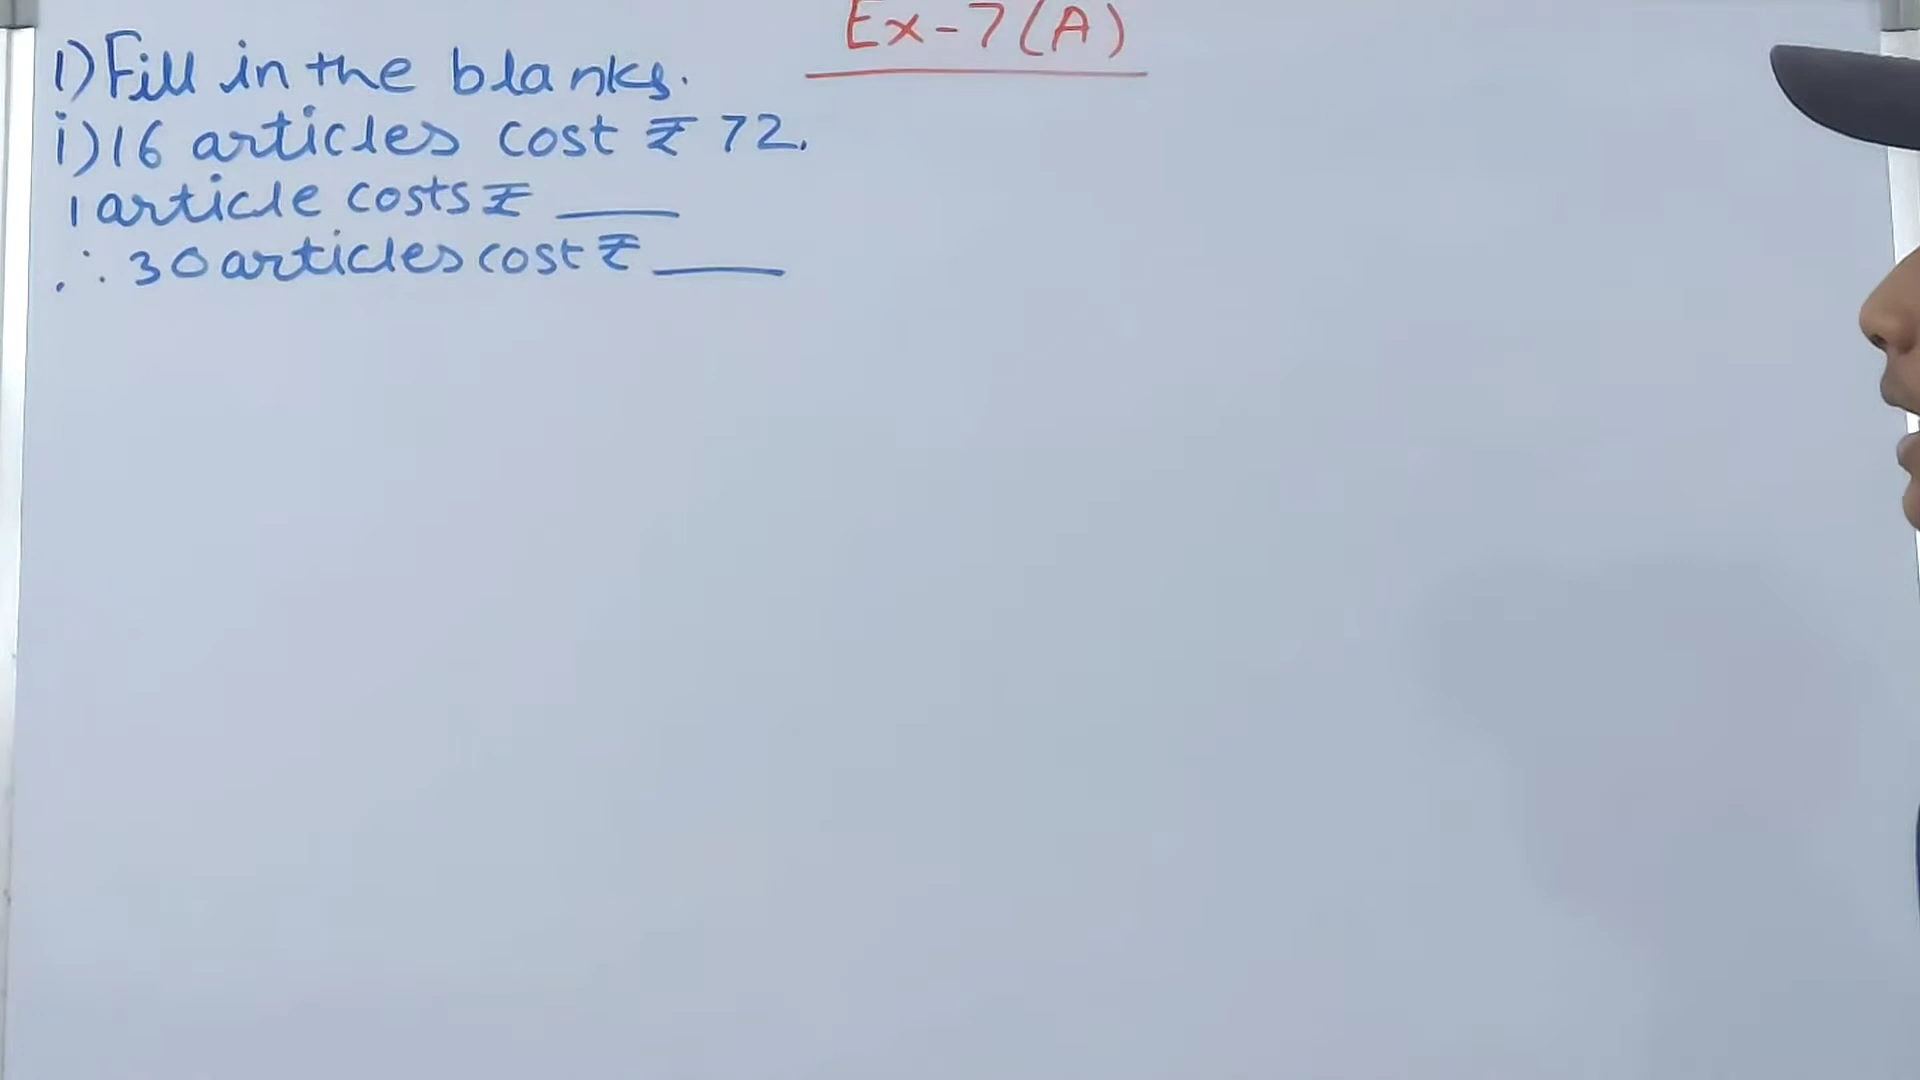 Ex-7(A)
1) Fill in the blanks.
i) 16 articles cost ₹ 72.
1 article costs ₹ ____
∴ 30 articles cost ₹ ____